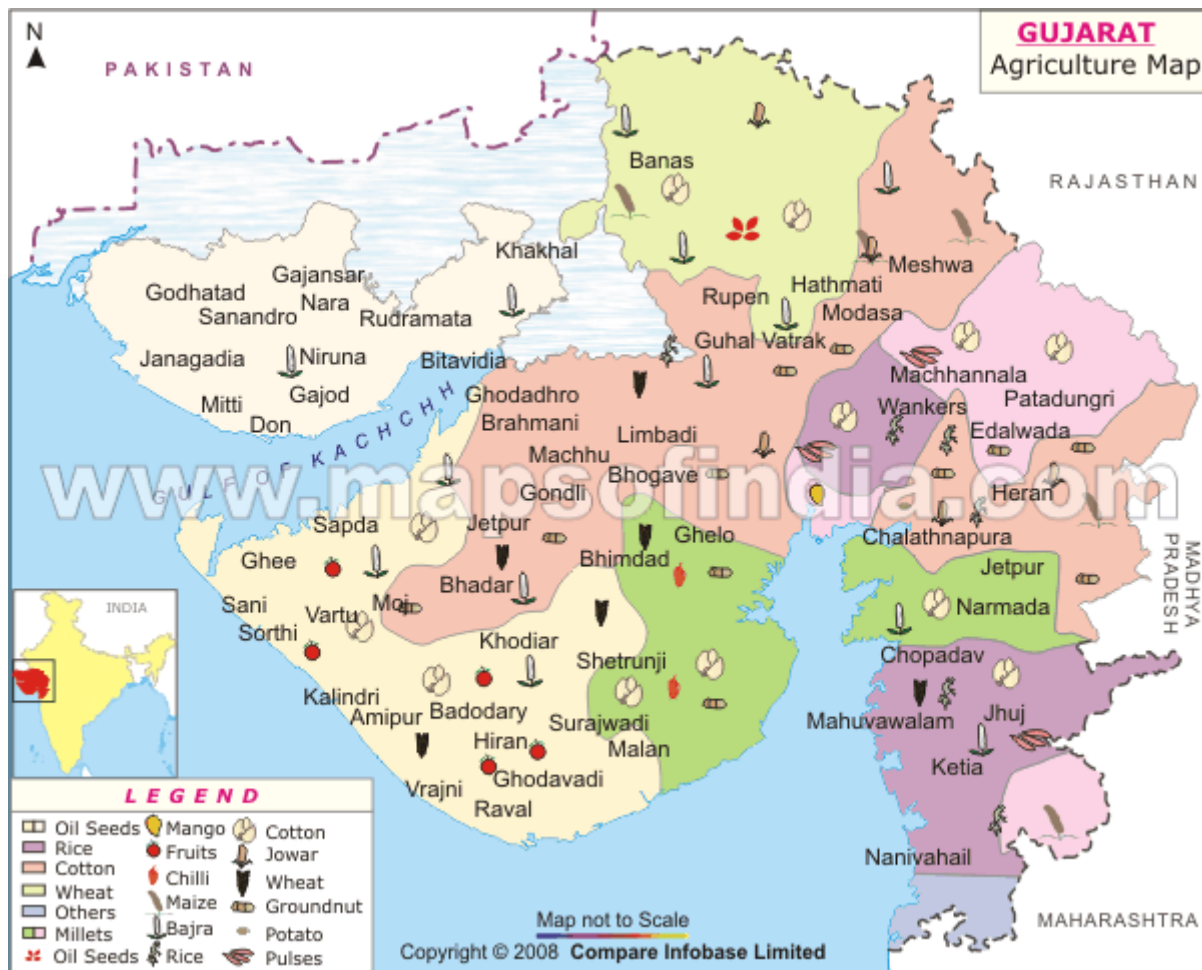 N
GUJARAT
Agriculture Map
PAKISTAN
RAJASTHAN
Banas
Khakhal
Gajansar
Godhatad
Nara
Sanandro
Rudramata
Meshwa
Hathmati
Rupen
Modasa
Guhal Vatrak
Janagadia
Niruna
Bitavidia
Machhannala
Gajod
Mitti
Don
Ghodadhro
Brahmani
Wankers
Patadungri
Edalwada
Limbadi
Machhu
Bhogave
GULF OF KACHCHH
www.mapsofindia.com
Gondli
Heran
Sapda
Jetpur
Ghelo
Chalathnapura
Ghee
Bhimdad
Jetpur
MADHYA
PRADESH
Bhadar
Sani
Vartu
Moj
Narmada
Sorthi
Khodiar
Chopadav
Shetrunji
Kalindri
Amipur
Badodary
Surajwadi
Mahuvawalam
Jhuj
Hiran
Malan
Ketia
Vrajni
Ghodavadi
Raval
Nanivahail
MAHARASHTRA
INDIA
LEGEND
Oil Seeds Mango Cotton
Rice Fruits Jowar
Cotton Chilli Wheat
Wheat Maize Groundnut
Others Bajra Potato
Millets Rice Pulses
Oil Seeds
Map not to Scale
Copyright © 2008 Compare Infobase Limited